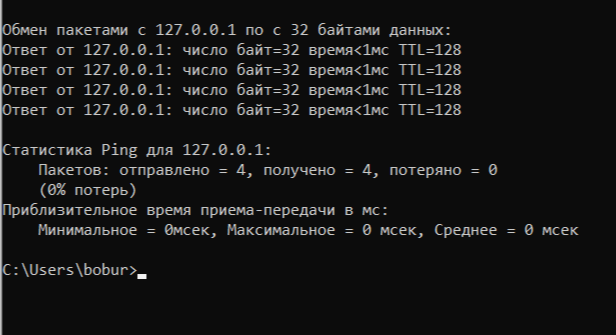 Обмен пакетами с 127.0.0.1 по с 32 байтами данных:
Ответ от 127.0.0.1: число байт=32 время<1мс TTL=128
Ответ от 127.0.0.1: число байт=32 время<1мс TTL=128
Ответ от 127.0.0.1: число байт=32 время<1мс TTL=128
Ответ от 127.0.0.1: число байт=32 время<1мс TTL=128
Статистика Ping для 127.0.0.1:
Пакетов: отправлено = 4, получено = 4, потеряно = 0
(0% потерь)
Приблизительное время приема-передачи в мс:
Минимальное = 0мсек, Максимальное = 0 мсек, Среднее = 0 мсек
C:\Users\bobur>